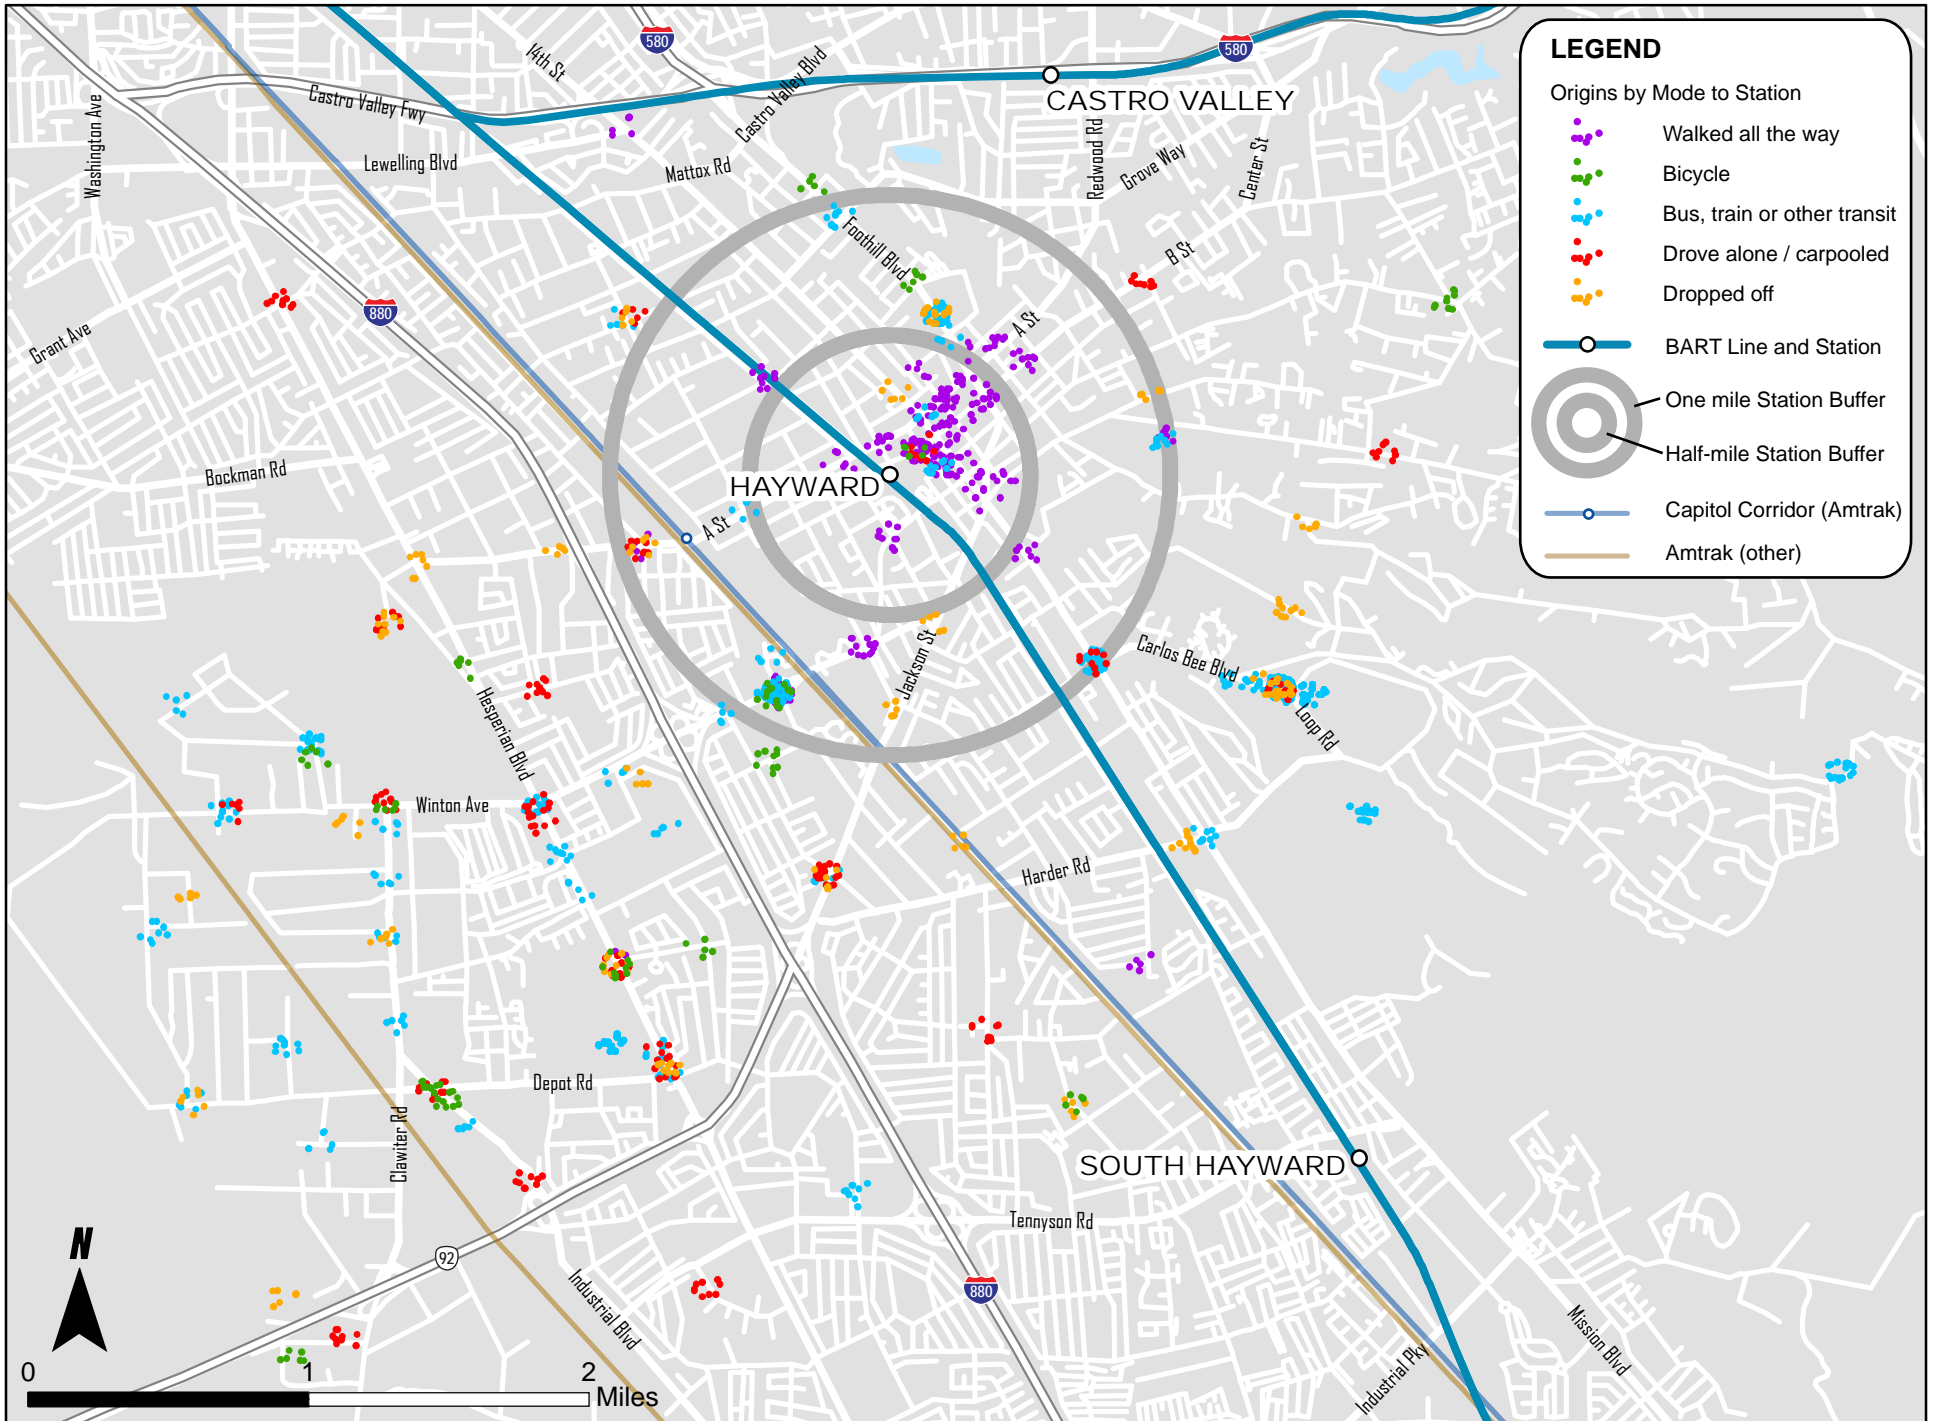 LEGEND
Origins by Mode to Station
Walked all the way
Bicycle
Bus, train or other transit
Drove alone / carpooled
Dropped off
BART Line and Station
One mile Station Buffer
Half-mile Station Buffer
Capitol Corridor (Amtrak)
Amtrak (other)
580
580
14th St
Castro Valley Blvd
CASTRO VALLEY
Castro Valley Fwy
Washington Ave
Lewelling Blvd
Mattox Rd
Redwood Rd
Grove Way
Center St
Foothill Blvd
B St
880
Grant Ave
A St
Bockman Rd
HAYWARD
A St
Jackson St
Carlos Bee Blvd
Loop Rd
Hesperian Blvd
Winton Ave
Harder Rd
Depot Rd
Clawiter Rd
SOUTH HAYWARD
Tennyson Rd
92
880
Industrial Blvd
Industrial Pky
Mission Blvd
N
0 1 2
Miles